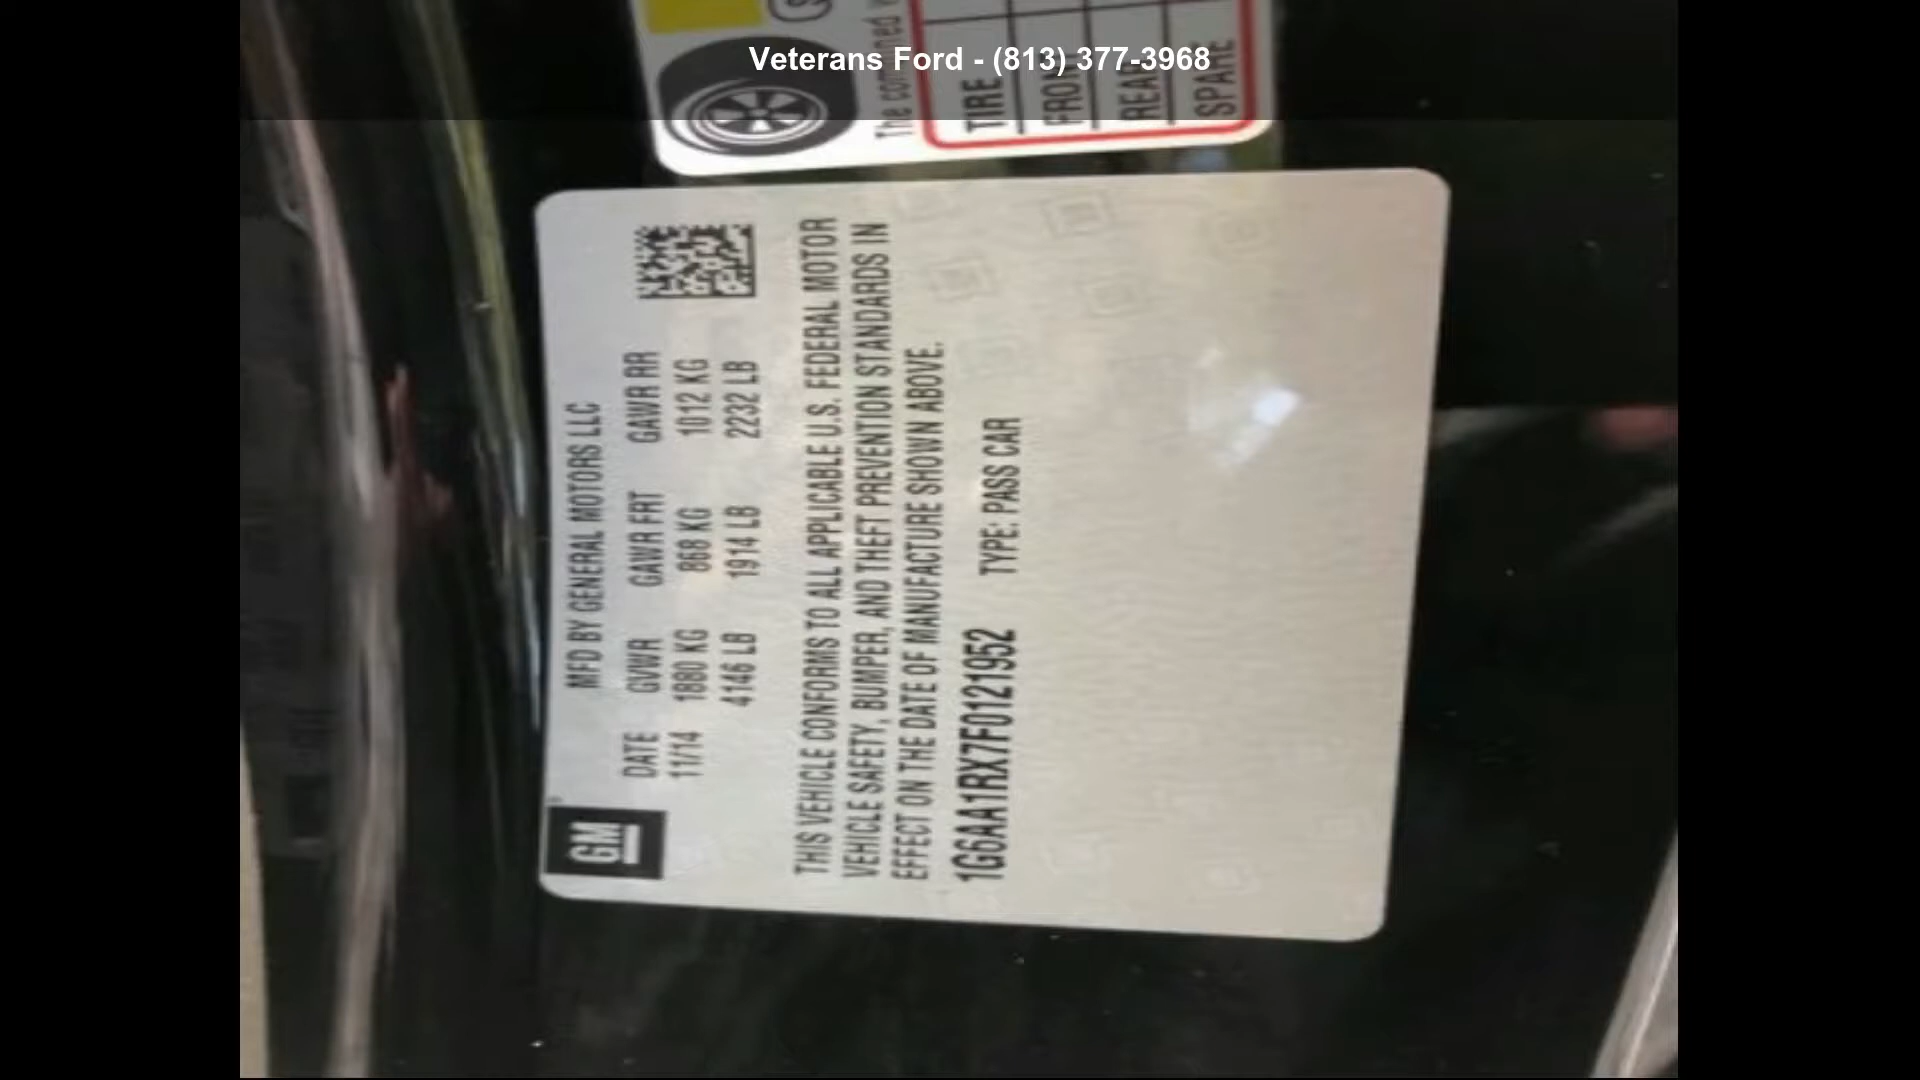 Veterans Ford - (813) 377-3968
The combined
TIRE
FRONT
REAR
SPARE
GM
MFD BY GENERAL MOTORS LLC
DATE GVWR GAWR FRT GAWR RR
11/14 1880 KG 868 KG 1012 KG
4146 LB 1914 LB 2232 LB
THIS VEHICLE CONFORMS TO ALL APPLICABLE U.S. FEDERAL MOTOR
VEHICLE SAFETY, BUMPER, AND THEFT PREVENTION STANDARDS IN
EFFECT ON THE DATE OF MANUFACTURE SHOWN ABOVE.
1G6AA1RX7F0121952 TYPE: PASS CAR